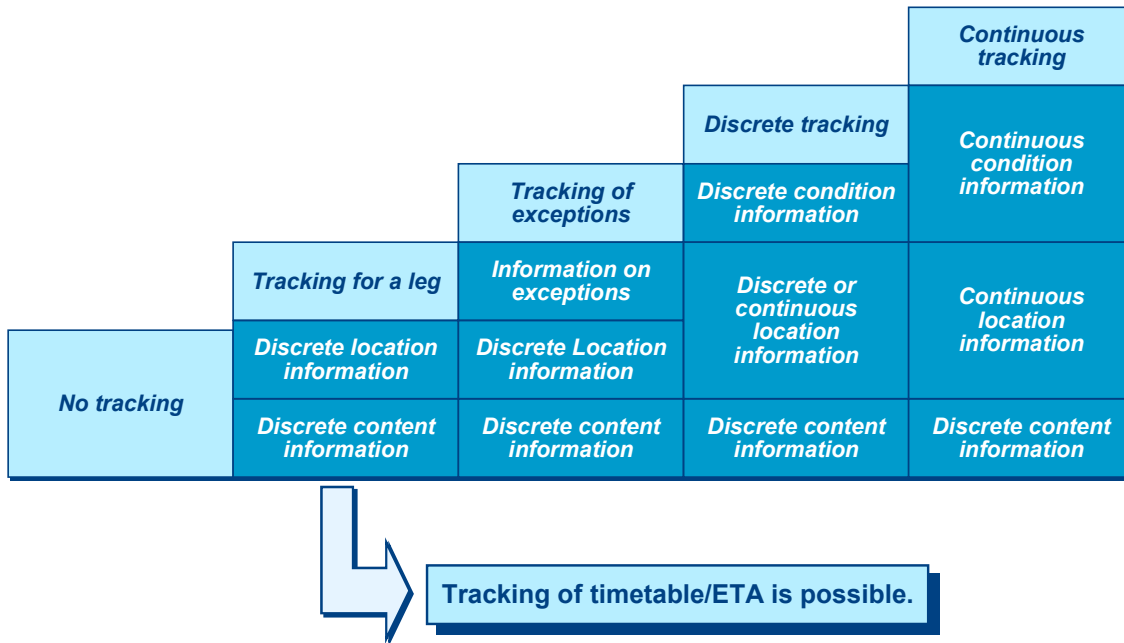 Continuous
tracking
Discrete tracking
Continuous
condition
information
Tracking of
exceptions
Discrete condition
information
Tracking for a leg
Information on
exceptions
Discrete or
continuous
location
information
Continuous
location
information
No tracking
Discrete location
information
Discrete Location
information
Discrete content
information
Discrete content
information
Discrete content
information
Discrete content
information
Tracking of timetable/ETA is possible.